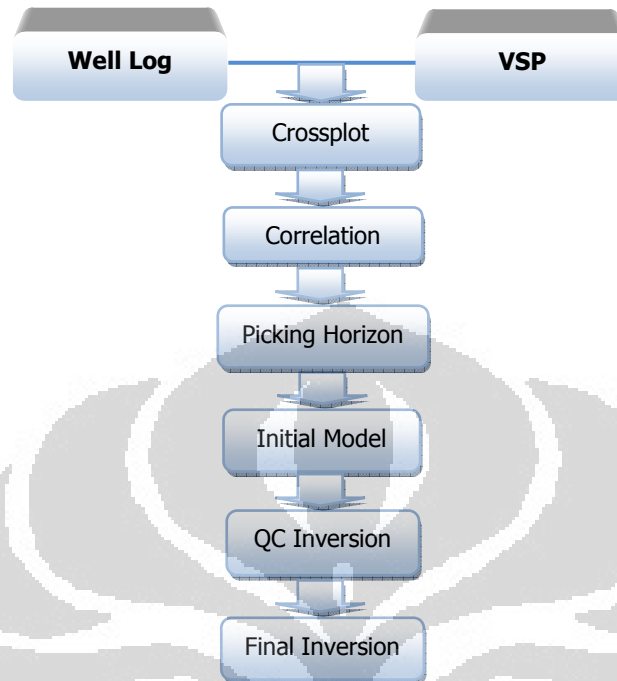 Well Log
VSP
Crossplot
Correlation
Picking Horizon
Initial Model
QC Inversion
Final Inversion